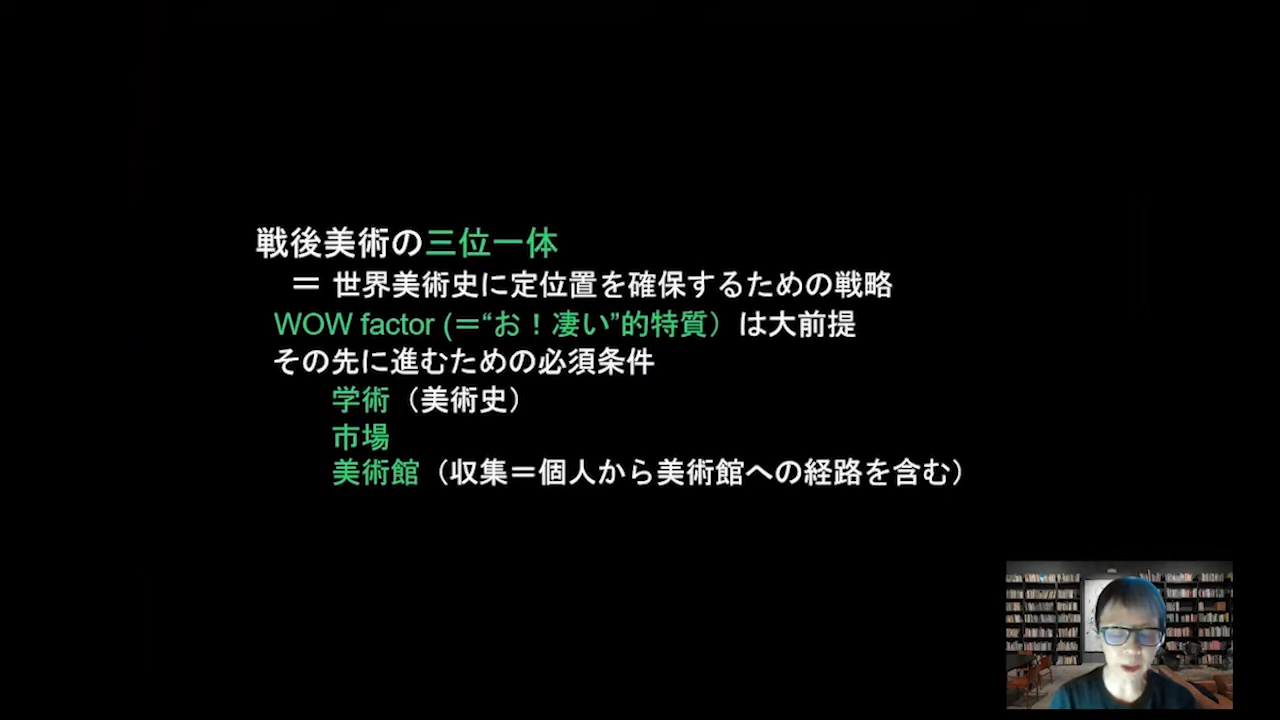 戦後美術の三位一体
＝ 世界美術史に定位置を確保するための戦略
WOW factor (＝“お！凄い”的特質）は大前提
その先に進むための必須条件
学術（美術史）
市場
美術館（収集＝個人から美術館への経路を含む）